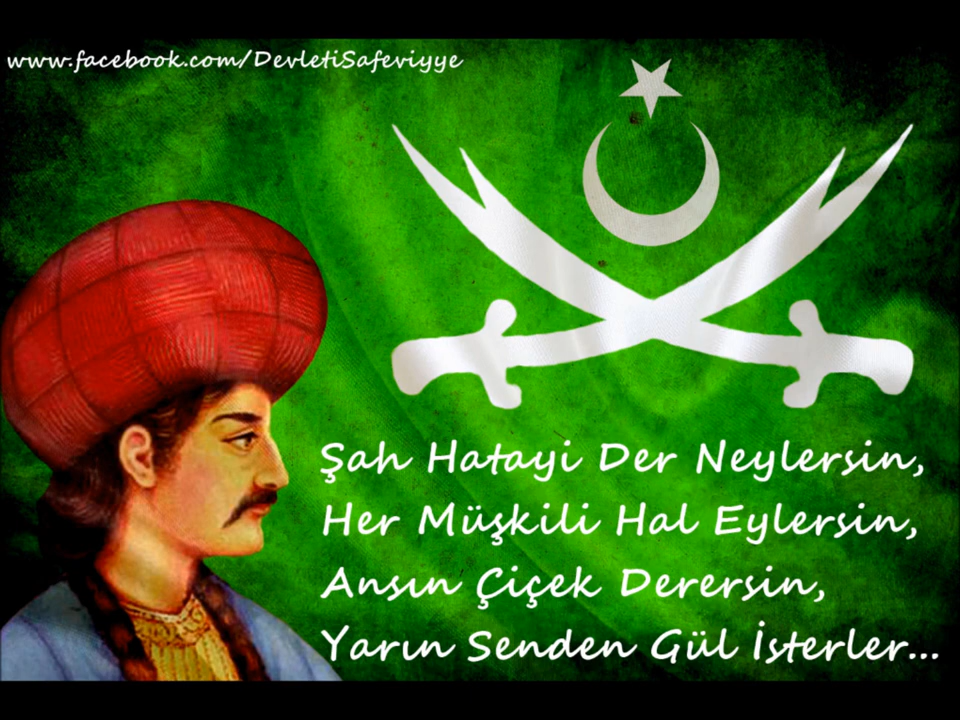 www.facebook.com/DevletiSafeviyye
Şah Hatayi Der Neylersin,
Her Müşkili Hal Eylersin,
Ansın Çiçek Derersin,
Yarın Senden Gül İsterler...